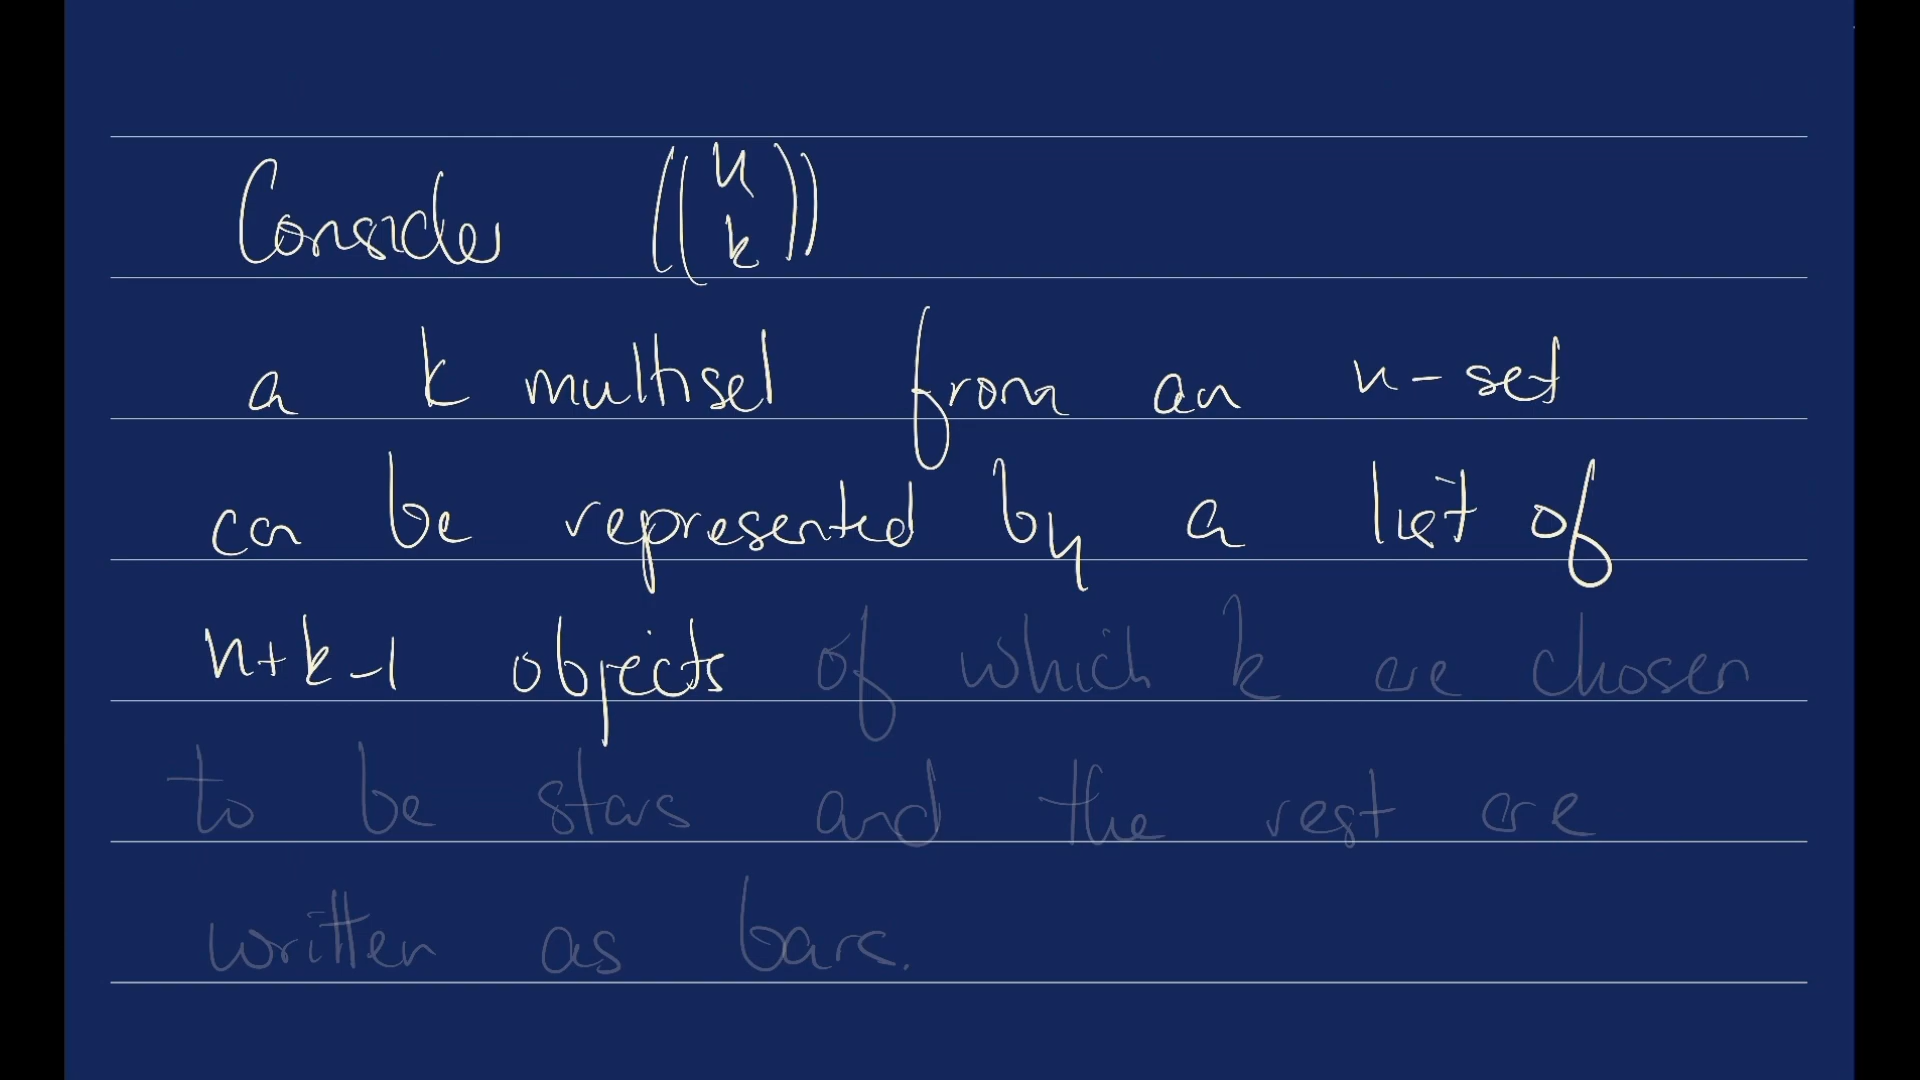 Consider ((n k))
a k multiset from an n-set
can be represented by a list of
n+k-1 objects of which k are chosen
to be stars and the rest are
written as bars.